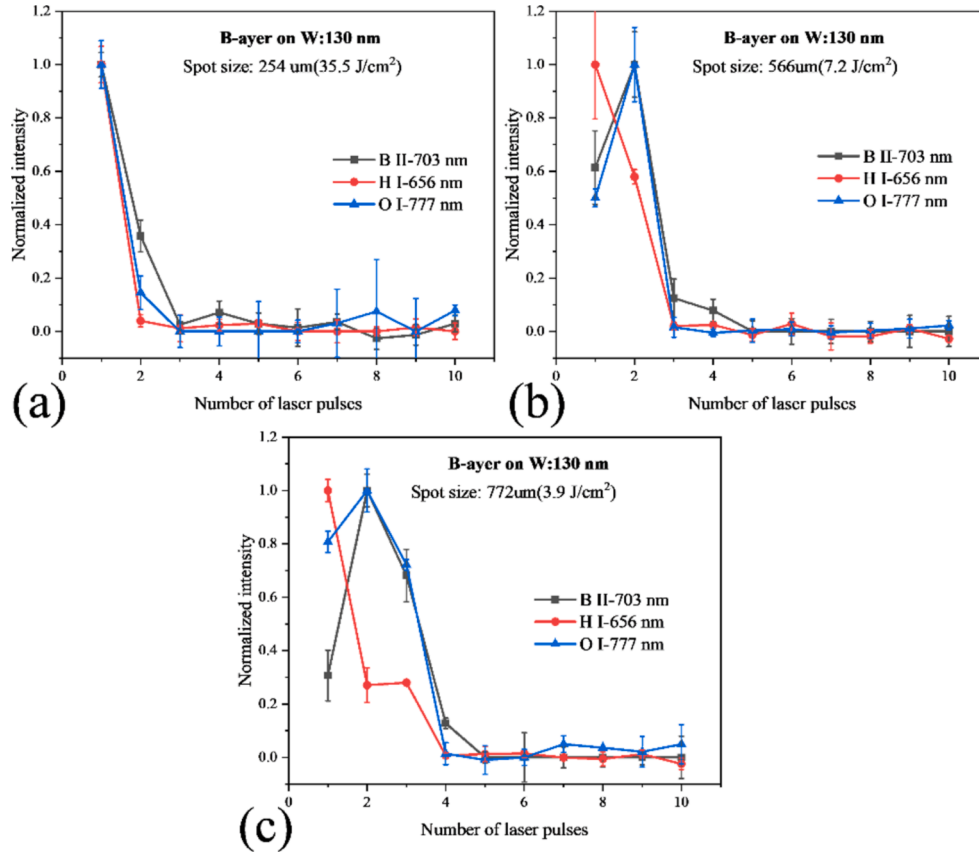 B-ayer on W:130 nm
Spot size: 254 um(35.5 J/cm²)
B II-703 nm
H I-656 nm
O I-777 nm
Normalized intensity
1.2
1.0
0.8
0.6
0.4
0.2
0.0
0 2 4 6 8 10
Number of laser pulses
(a)
B-ayer on W:130 nm
Spot size: 566um(7.2 J/cm²)
B II-703 nm
H I-656 nm
O I-777 nm
Normalized intensity
1.2
1.0
0.8
0.6
0.4
0.2
0.0
0 2 4 6 8 10
Number of laser pulses
(b)
B-ayer on W:130 nm
Spot size: 772um(3.9 J/cm²)
B II-703 nm
H I-656 nm
O I-777 nm
Normalized intensity
1.2
1.0
0.8
0.6
0.4
0.2
0.0
0 2 4 6 8 10
Number of laser pulses
(c)